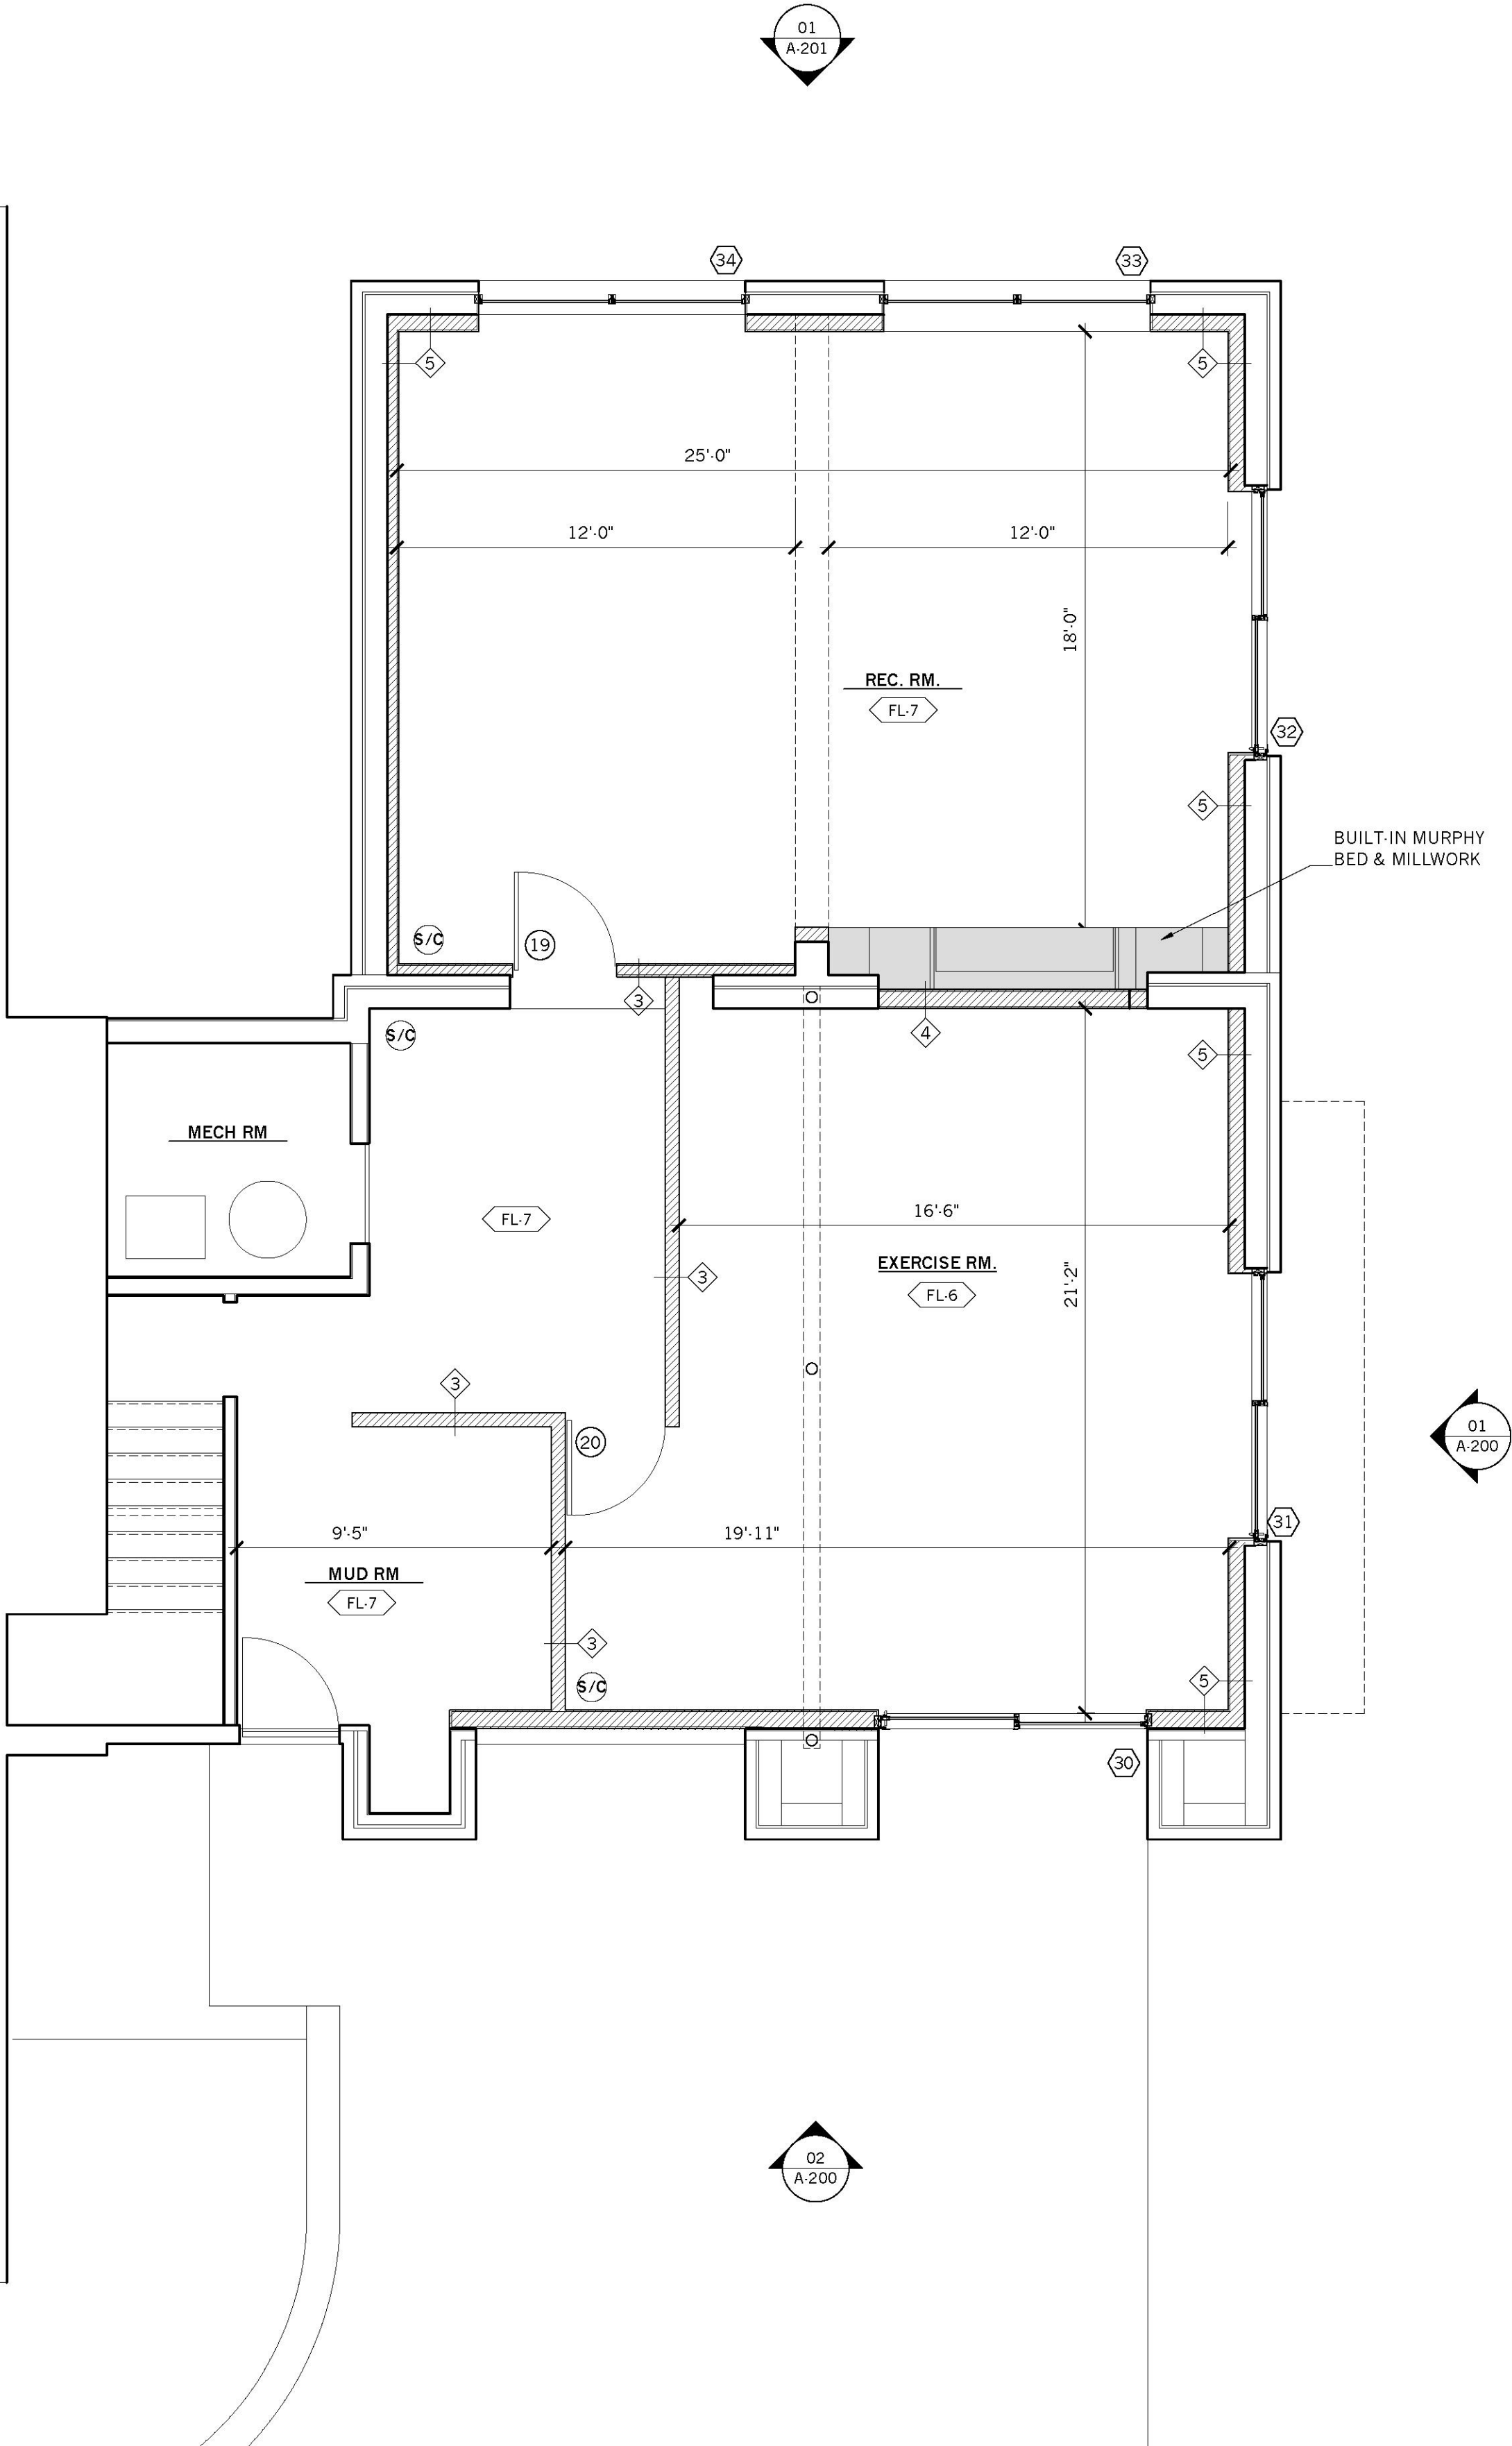 01
A-201
34
33
5
5
25'-0"
12'-0"
12'-0"
18'-0"
REC. RM.
FL-7
32
5
BUILT-IN MURPHY
BED & MILLWORK
S/C
19
3
4
S/C
5
MECH RM
16'-6"
FL-7
EXERCISE RM.
FL-6
21'-2"
3
3
20
01
A-200
31
9'-5"
19'-11"
MUD RM
FL-7
3
S/C
5
30
02
A-200